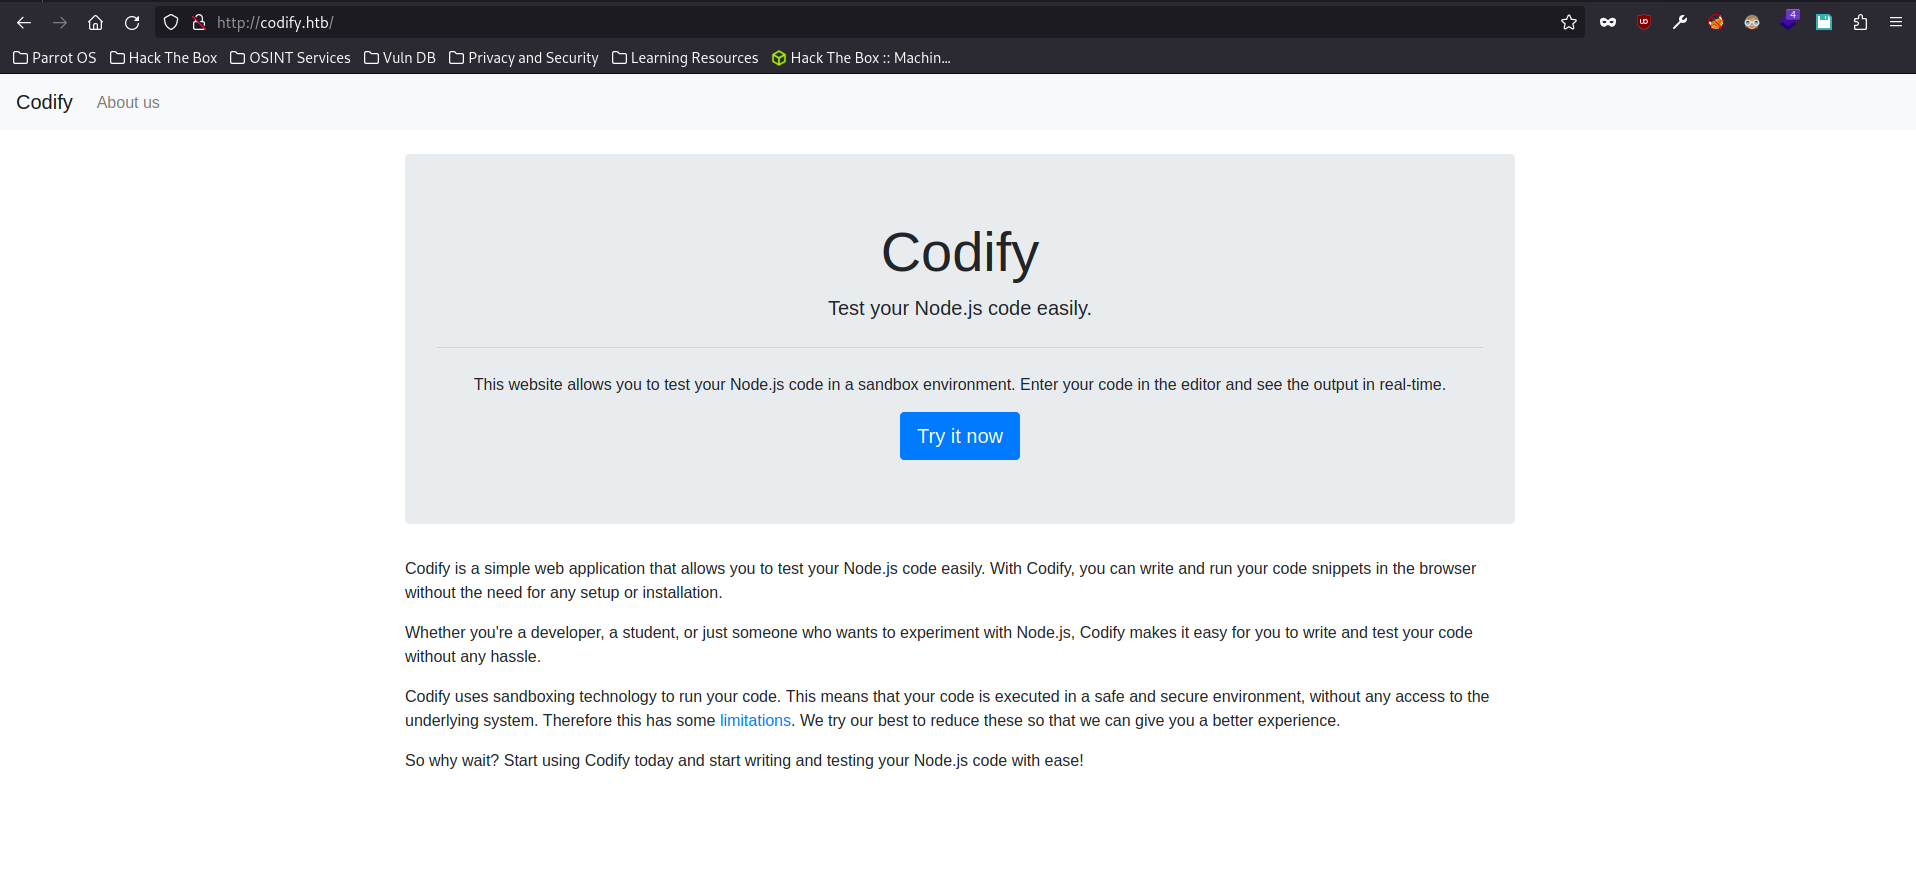 http://codify.htb/
4
Parrot OS Hack The Box OSINT Services Vuln DB Privacy and Security Learning Resources Hack The Box :: Machin...
Codify About us
Codify
Test your Node.js code easily.
This website allows you to test your Node.js code in a sandbox environment. Enter your code in the editor and see the output in real-time.
Try it now
Codify is a simple web application that allows you to test your Node.js code easily. With Codify, you can write and run your code snippets in the browser
without the need for any setup or installation.
Whether you're a developer, a student, or just someone who wants to experiment with Node.js, Codify makes it easy for you to write and test your code
without any hassle.
Codify uses sandboxing technology to run your code. This means that your code is executed in a safe and secure environment, without any access to the
underlying system. Therefore this has some limitations. We try our best to reduce these so that we can give you a better experience.
So why wait? Start using Codify today and start writing and testing your Node.js code with ease!